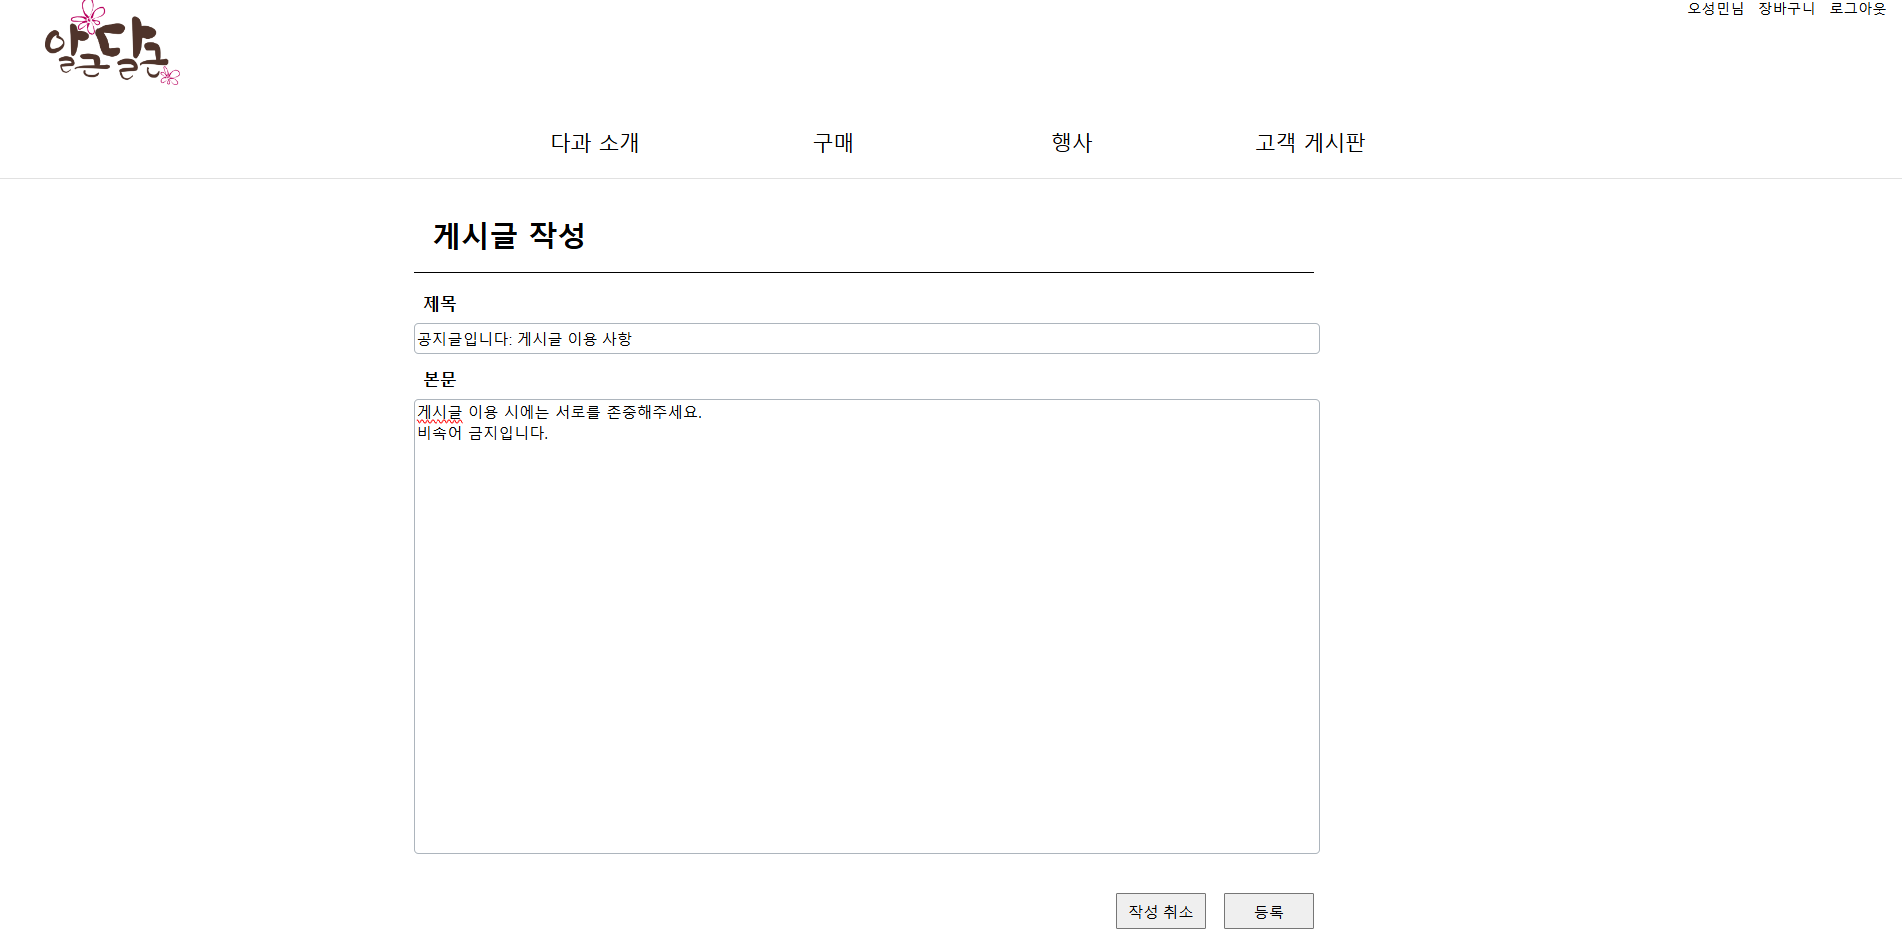 알근달근
오성민님 장바구니 로그아웃
다과 소개 구매 행사 고객 게시판
게시글 작성
제목
공지글입니다: 게시글 이용 사항
본문
게시글 이용 시에는 서로를 존중해주세요.
비속어 금지입니다.
작성 취소 등록